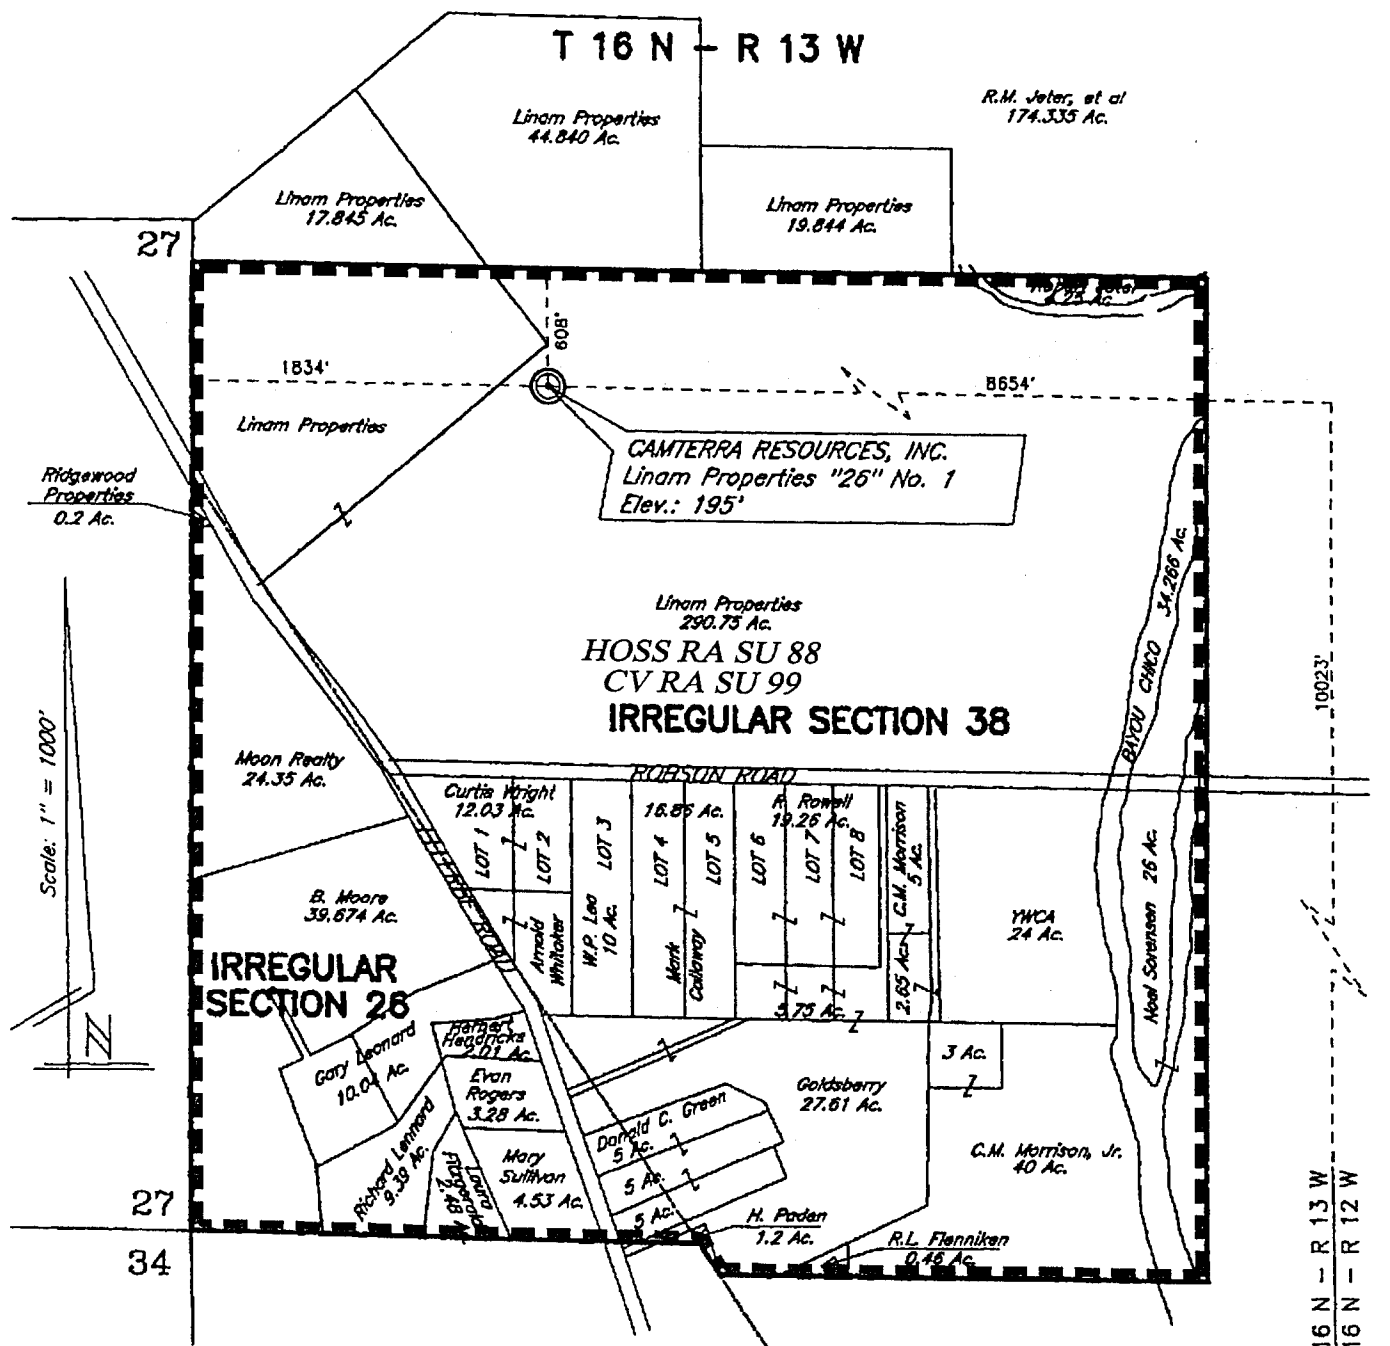 T 16 N - R 13 W
R.M. Jeter, et al
174.335 Ac.
Linam Properties
44.840 Ac.
Linam Properties
17.845 Ac.
Linam Properties
19.844 Ac.
27
608'
1834'
8654'
Linam Properties
CAMTERRA RESOURCES, INC.
Linam Properties "26" No. 1
Elev.: 195'
Ridgewood
Properties
0.2 Ac.
Linam Properties
290.75 Ac.
HOSS RA SU 88
CV RA SU 99
IRREGULAR SECTION 38
BAYOU CHICO 34.266 Ac.
10023'
Scale: 1" = 1000'
Moon Realty
24.35 Ac.
ROBSON ROAD
Curtis Wright
12.03 Ac.
LOT 1
LOT 2
LOT 3
16.86 Ac.
LOT 4
LOT 5
R. Rowell
19.26 Ac.
LOT 6
LOT 7
LOT 8
C.M. Morrison
5 Ac.
B. Moore
39.674 Ac.
ROAD
Arnold
Whitaker
W.P. Lea
10 Ac.
Mark
Callaway
YWCA
24 Ac.
Noel Sorensen 26 Ac.
IRREGULAR
SECTION 26
2.65 Ac.
3.75 Ac.
N
Gary Leonard
10.04 Ac.
Herbert
Hendricks
2.01 Ac.
Evan
Rogers
3.28 Ac.
3 Ac.
Goldsberry
27.61 Ac.
Donald C. Green
5 Ac.
5 Ac.
5 Ac.
Richard Lennard
9.39 Ac.
Laura
2.48
Mary
Sullivan
4.53 Ac.
C.M. Morrison, Jr.
40 Ac.
H. Paden
1.2 Ac.
R.L. Flenniken
0.46 Ac.
27
34
16 N - R 13 W
16 N - R 12 W